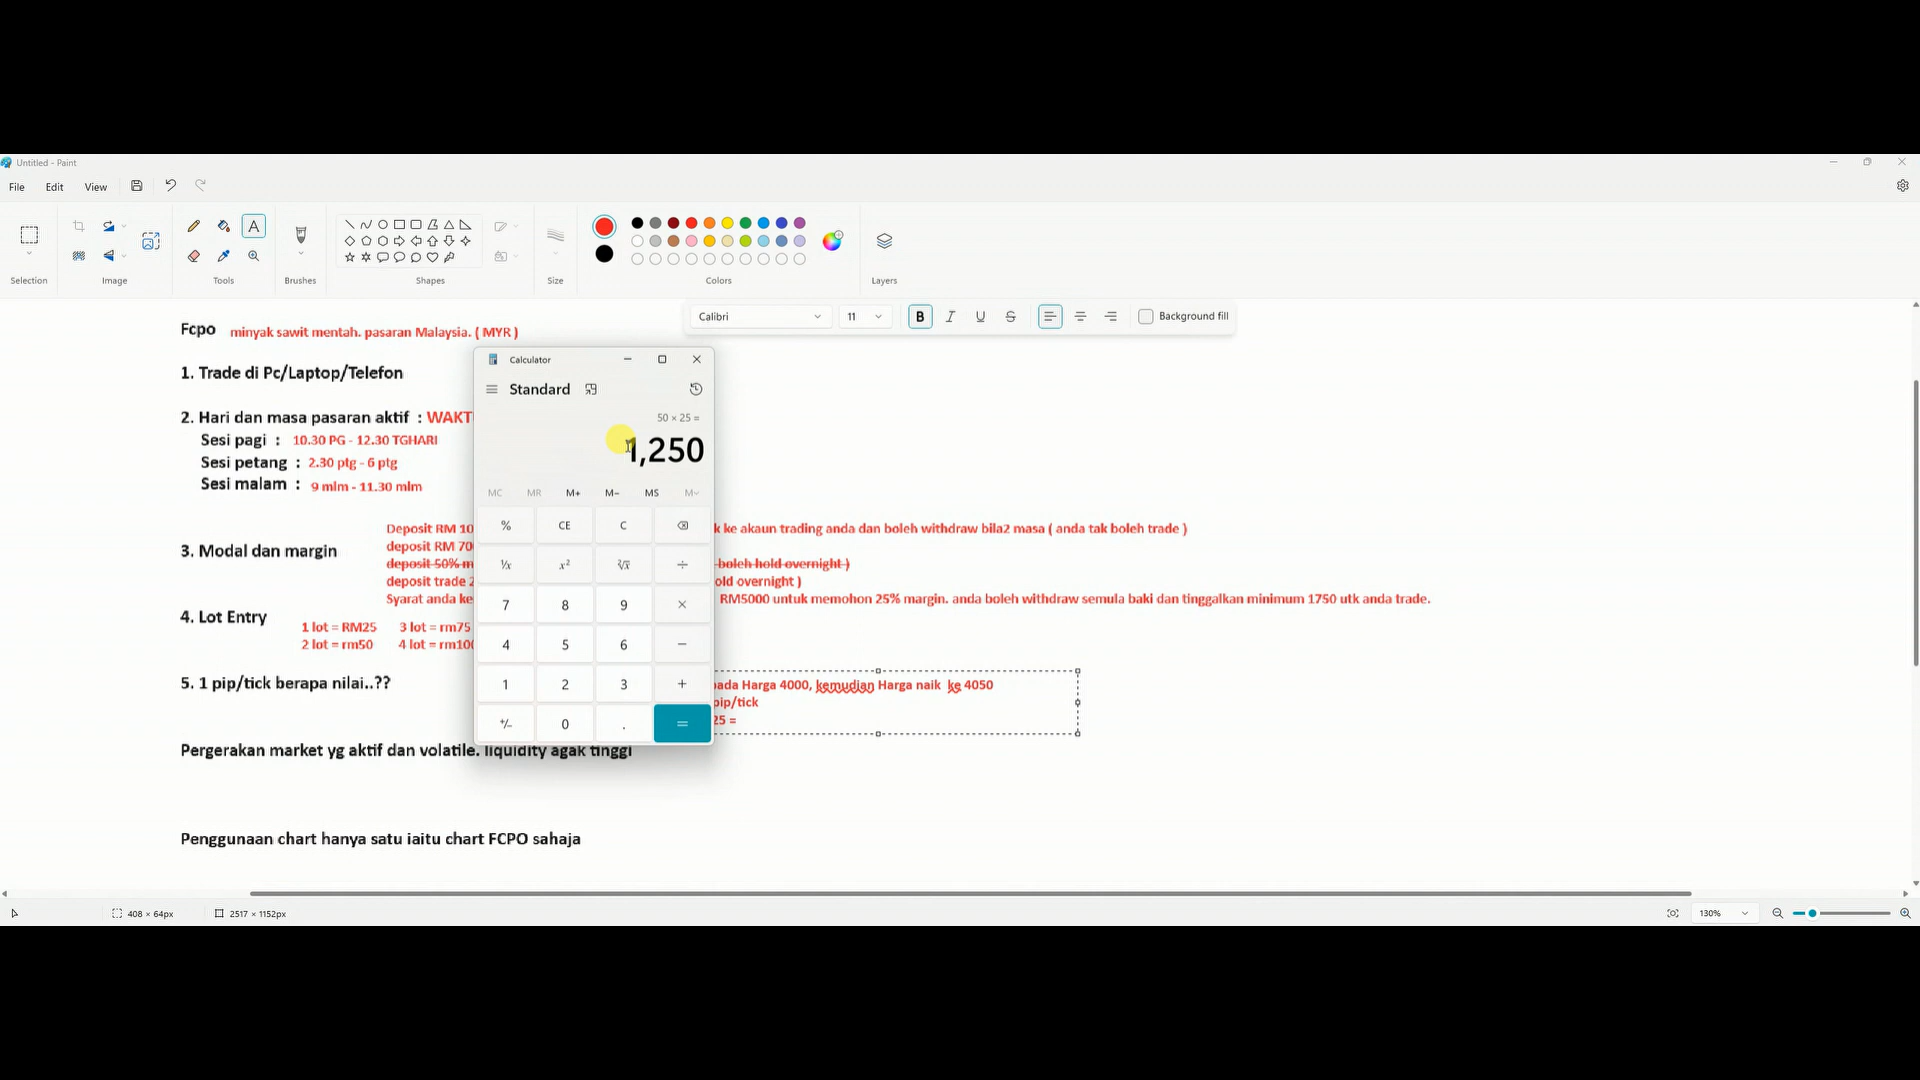 Untitled - Paint
File Edit View
Selection Image Tools Brushes Shapes Size Colors Layers
Calibri 11 B I U S Background fill
Fcpo minyak sawit mentah. pasaran Malaysia. ( MYR )
1. Trade di Pc/Laptop/Telefon
2. Hari dan masa pasaran aktif : WAKT
Sesi pagi : 10.30 PG - 12.30 TGHARI
Sesi petang : 2.30 ptg - 6 ptg
Sesi malam : 9 mlm - 11.30 mlm
Calculator
Standard
50 × 25 =
1,250
MC MR M+ M− MS M
% CE C
¹/x x² ²√x ÷
7 8 9 ×
4 5 6 −
1 2 3 +
+/− 0 . =
3. Modal dan margin
Deposit RM 10 k ke akaun trading anda dan boleh withdraw bila2 masa ( anda tak boleh trade )
deposit RM 70
deposit 50% m boleh hold overnight )
deposit trade 2 old overnight )
Syarat anda ke RM5000 untuk memohon 25% margin. anda boleh withdraw semula baki dan tinggalkan minimum 1750 utk anda trade.
4. Lot Entry
1 lot = RM25 3 lot = rm75
2 lot = rm50 4 lot = rm100
5. 1 pip/tick berapa nilai..??
pada Harga 4000, kemudian Harga naik ke 4050
pip/tick
25 =
Pergerakan market yg aktif dan volatile. liquidity agak tinggi
Penggunaan chart hanya satu iaitu chart FCPO sahaja
408 × 64px 2517 × 1152px 130%